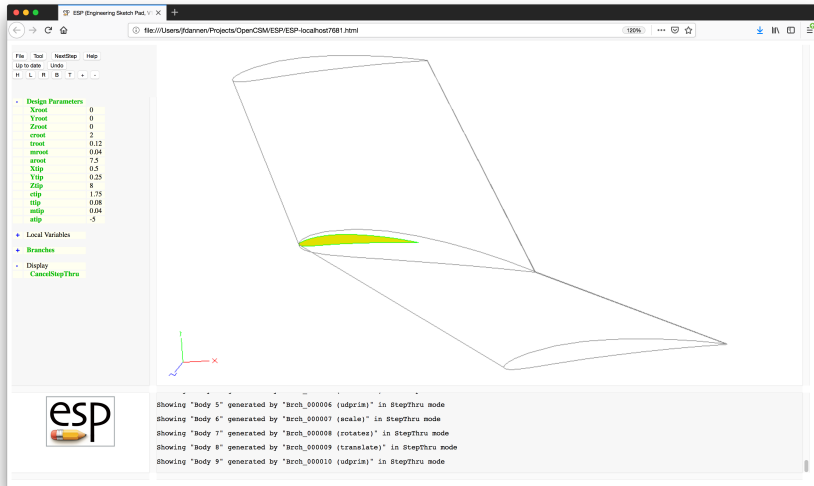 ESP (Engineering Sketch Pad, V
file:///Users/jfdannen/Projects/OpenCSM/ESP/ESP-localhost7681.html
120%
File Tool NextStep Help
Up to date Undo
H L R B T + -
- Design Parameters
Xroot 0
Yroot 0
Zroot 0
croot 2
troot 0.12
mroot 0.04
aroot 7.5
Xtip 0.5
Ytip 0.25
Ztip 8
ctip 1.75
ttip 0.08
mtip 0.04
atip -5
+ Local Variables
+ Branches
- Display
CancelStepThru
X
esp
Showing "Body 5" generated by "Brch_000006 (udprim)" in StepThru mode
Showing "Body 6" generated by "Brch_000007 (scale)" in StepThru mode
Showing "Body 7" generated by "Brch_000008 (rotatez)" in StepThru mode
Showing "Body 8" generated by "Brch_000009 (translate)" in StepThru mode
Showing "Body 9" generated by "Brch_000010 (udprim)" in StepThru mode